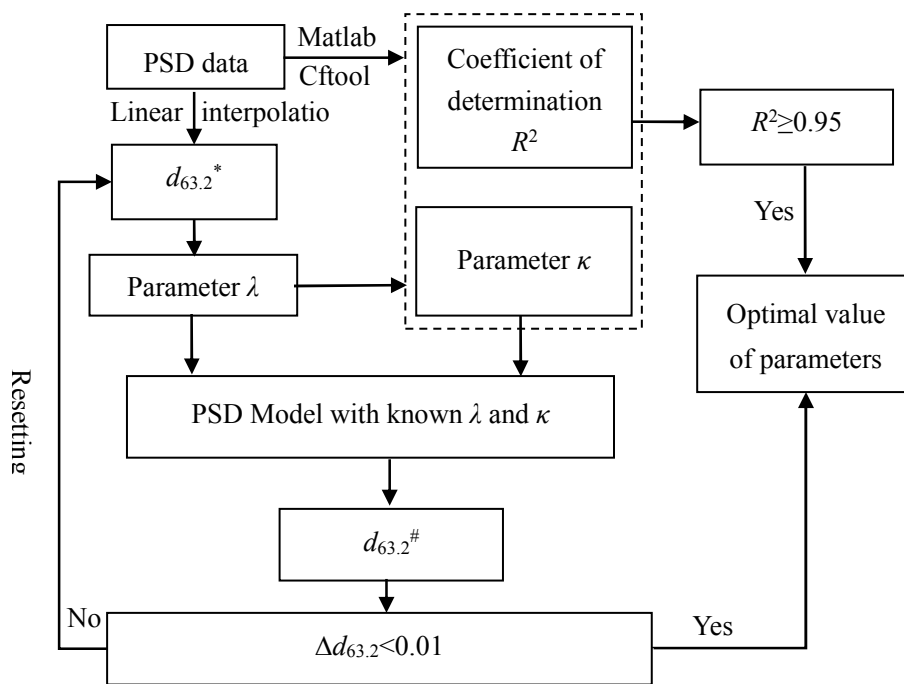 PSD data
Matlab
Cftool
Coefficient of
determination
R²
R²≥0.95
Linear interpolatio
d63.2*
Yes
Parameter λ
Parameter κ
Optimal value
of parameters
Resetting
PSD Model with known λ and κ
d63.2#
No
Δd63.2<0.01
Yes